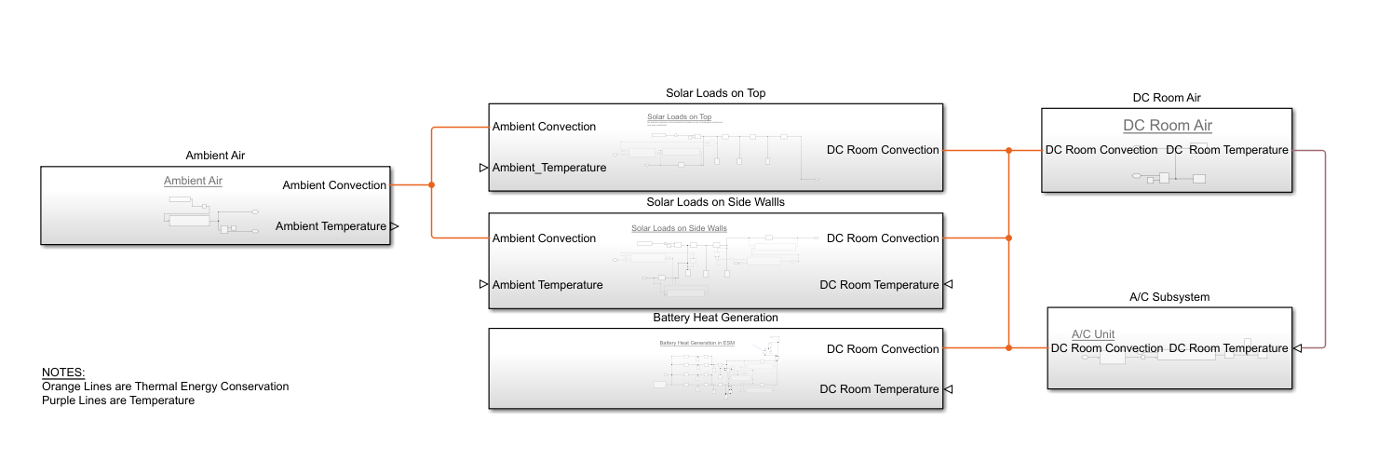 Solar Loads on Top
Solar Loads on Top
Ambient Convection
Ambient_Temperature
DC Room Convection
DC Room Air
DC Room Air
DC Room Convection
DC Room Temperature
Ambient Air
Ambient Air
Ambient Convection
Ambient Temperature
Solar Loads on Side Wallls
Solar Loads on Side Walls
Ambient Convection
Ambient Temperature
DC Room Convection
DC Room Temperature
Battery Heat Generation
Battery Heat Generation in ESM
DC Room Convection
DC Room Temperature
A/C Subsystem
A/C Unit
DC Room Convection
DC Room Temperature
NOTES:
Orange Lines are Thermal Energy Conservation
Purple Lines are Temperature